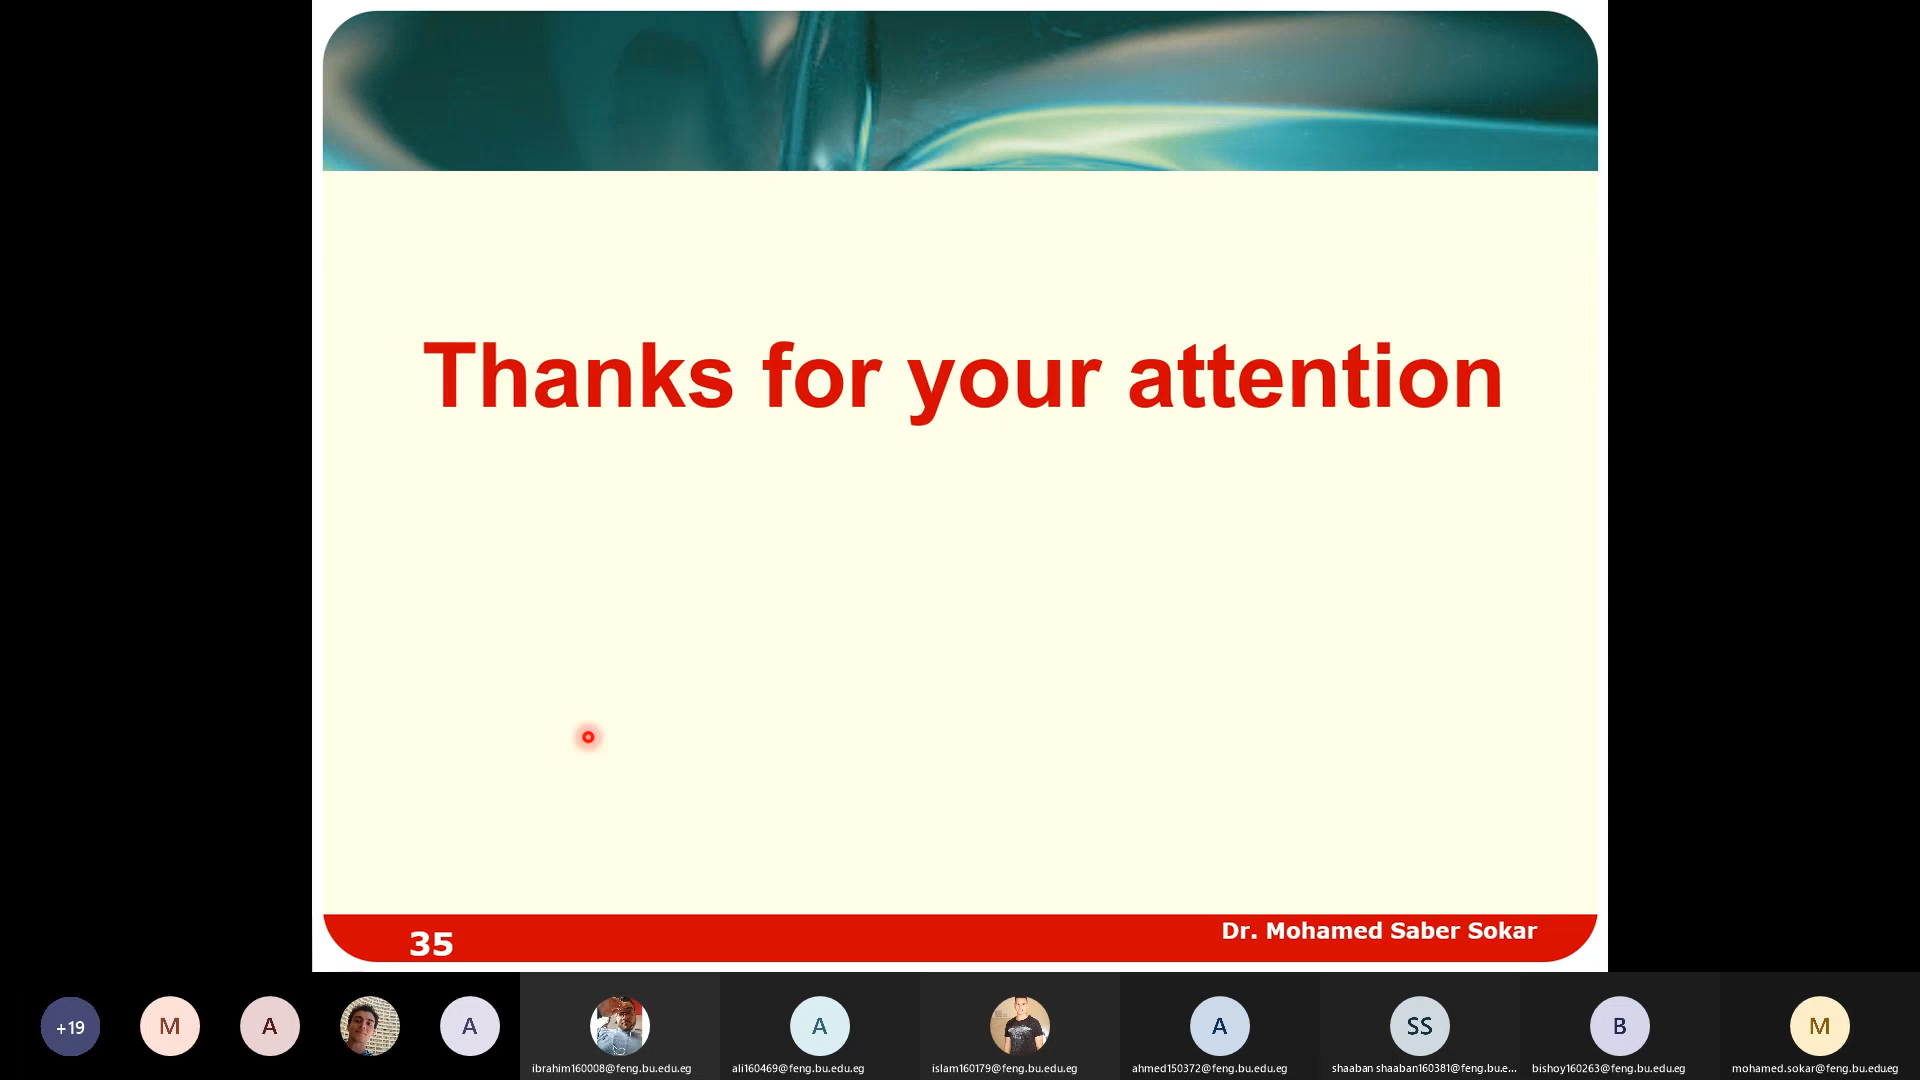 Thanks for your attention
35
Dr. Mohamed Saber Sokar
+19
M
A
A
A
A
SS
B
M
ibrahim160008@feng.bu.edu.eg
ali160469@feng.bu.edu.eg
islam160179@feng.bu.edu.eg
ahmed150372@feng.bu.edu.eg
shaaban shaaban160381@feng.bu.e...
bishoy160263@feng.bu.edu.eg
mohamed.sokar@feng.bu.edu.eg